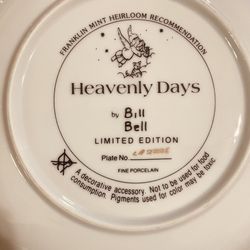 FRANKLIN MINT HEIRLOOM RECOMMENDATION
Heavenly Days
by Bill
Bell
LIMITED EDITION
Plate No.
FINE PORCELAIN
A decorative accessory. Not to be used for food
consumption. Pigments used for color may be toxic.